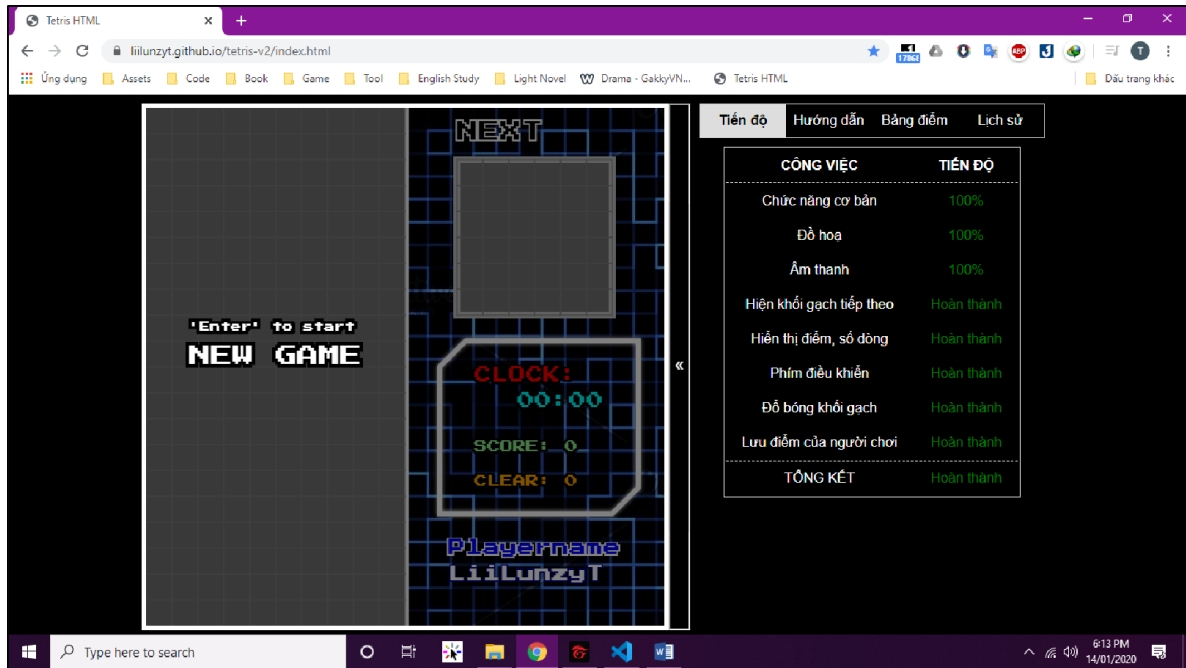 Tetris HTML
liilunzyt.github.io/tetris-v2/index.html
17868
ABP
T
Ứng dụng Assets Code Book Game Tool English Study Light Novel Drama - GakkyVN... Tetris HTML Dấu trang khác
NEXT
'Enter' to start
NEW GAME
CLOCK:
00:00
SCORE: 0
CLEAR: 0
Playername
LiiLunzyT
«
Tiến độ Hướng dẫn Bảng điểm Lịch sử
CÔNG VIỆC TIẾN ĐỘ
Chức năng cơ bản 100%
Đồ hoạ 100%
Âm thanh 100%
Hiện khối gạch tiếp theo Hoàn thành
Hiển thị điểm, số dòng Hoàn thành
Phím điều khiển Hoàn thành
Đổ bóng khối gạch Hoàn thành
Lưu điểm của người chơi Hoàn thành
TỔNG KẾT Hoàn thành
Type here to search
6:13 PM
14/01/2020